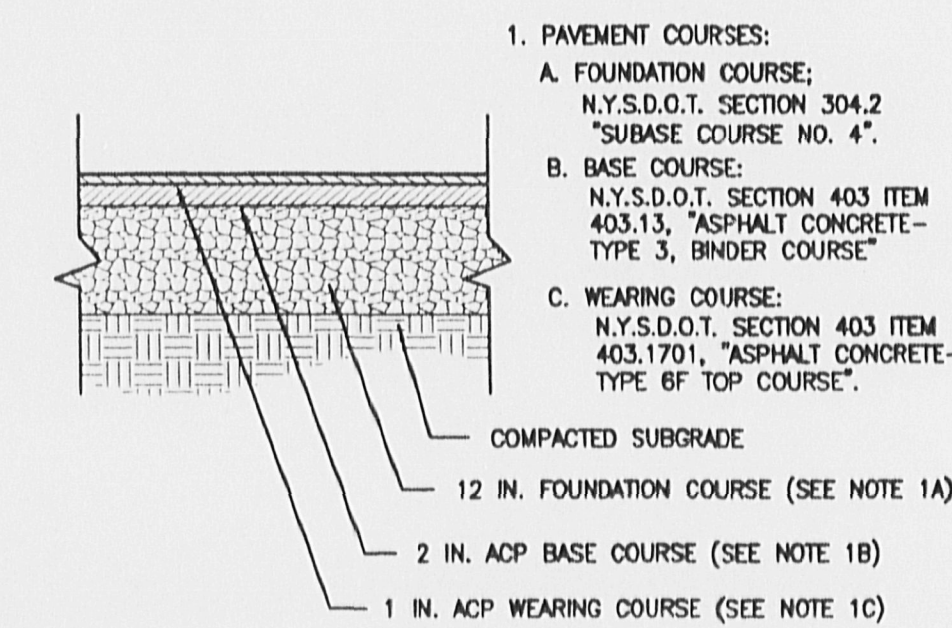 1. PAVEMENT COURSES:
A. FOUNDATION COURSE;
N.Y.S.D.O.T. SECTION 304.2
"SUBASE COURSE NO. 4".
B. BASE COURSE:
N.Y.S.D.O.T. SECTION 403 ITEM
403.13, "ASPHALT CONCRETE-
TYPE 3, BINDER COURSE"
C. WEARING COURSE:
N.Y.S.D.O.T. SECTION 403 ITEM
403.1701, "ASPHALT CONCRETE-
TYPE 6F TOP COURSE".
COMPACTED SUBGRADE
12 IN. FOUNDATION COURSE (SEE NOTE 1A)
2 IN. ACP BASE COURSE (SEE NOTE 1B)
1 IN. ACP WEARING COURSE (SEE NOTE 1C)